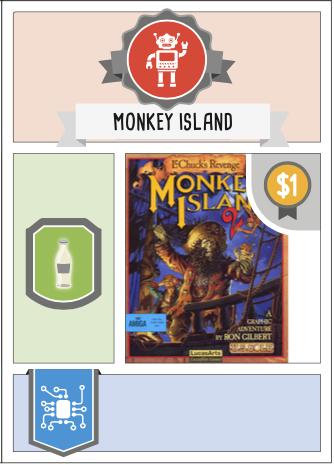 MONKEY ISLAND
$1
LeChuck's Revenge
MONKEY
ISLAND
2
AMIGA
A
GRAPHIC
ADVENTURE
BY RON GILBERT
LucasArts